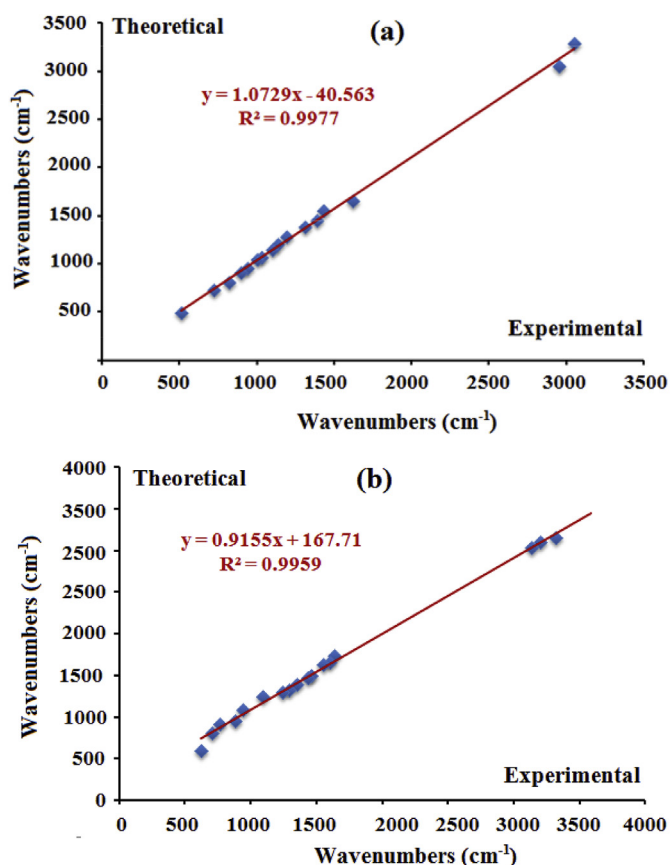 Theoretical
(a)
3500
3000
2500
2000
1500
1000
500
y = 1.0729x - 40.563
R² = 0.9977
Wavenumbers (cm⁻¹)
Experimental
0 500 1000 1500 2000 2500 3000 3500
Wavenumbers (cm⁻¹)
Theoretical
(b)
4000
3500
2500
2500
2000
1500
1000
500
0
y = 0.9155x + 167.71
R² = 0.9959
Wavenumbers (cm⁻¹)
Experimental
0 500 1000 1500 2000 2500 3000 3500 4000
Wavenumbers (cm⁻¹)